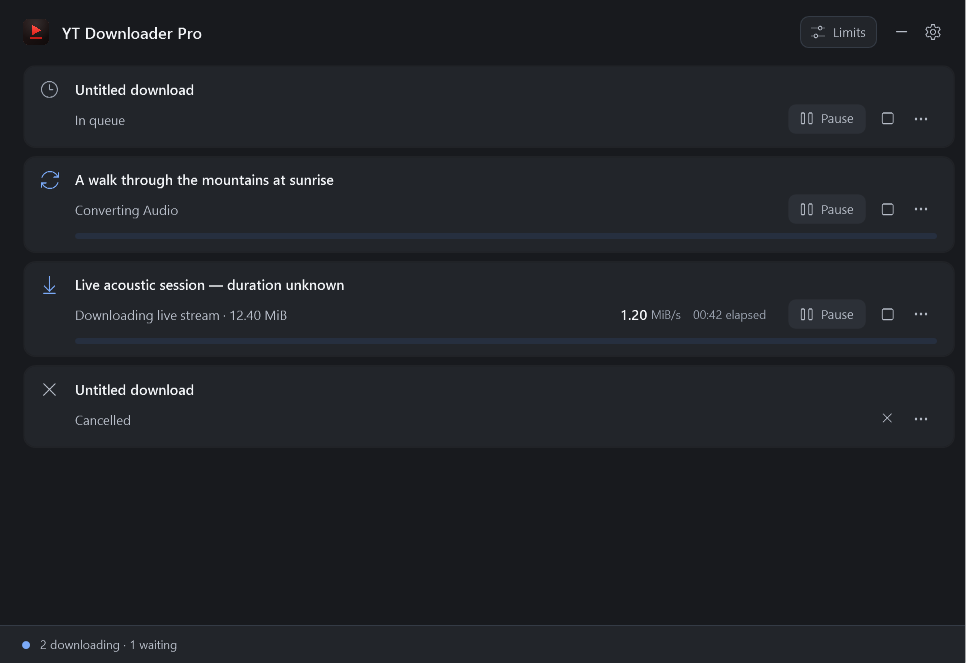 YT Downloader Pro
Limits
Untitled download
In queue
Pause
A walk through the mountains at sunrise
Converting Audio
Pause
Live acoustic session — duration unknown
Downloading live stream · 12.40 MiB
1.20 MiB/s 00:42 elapsed
Pause
Untitled download
Cancelled
2 downloading · 1 waiting